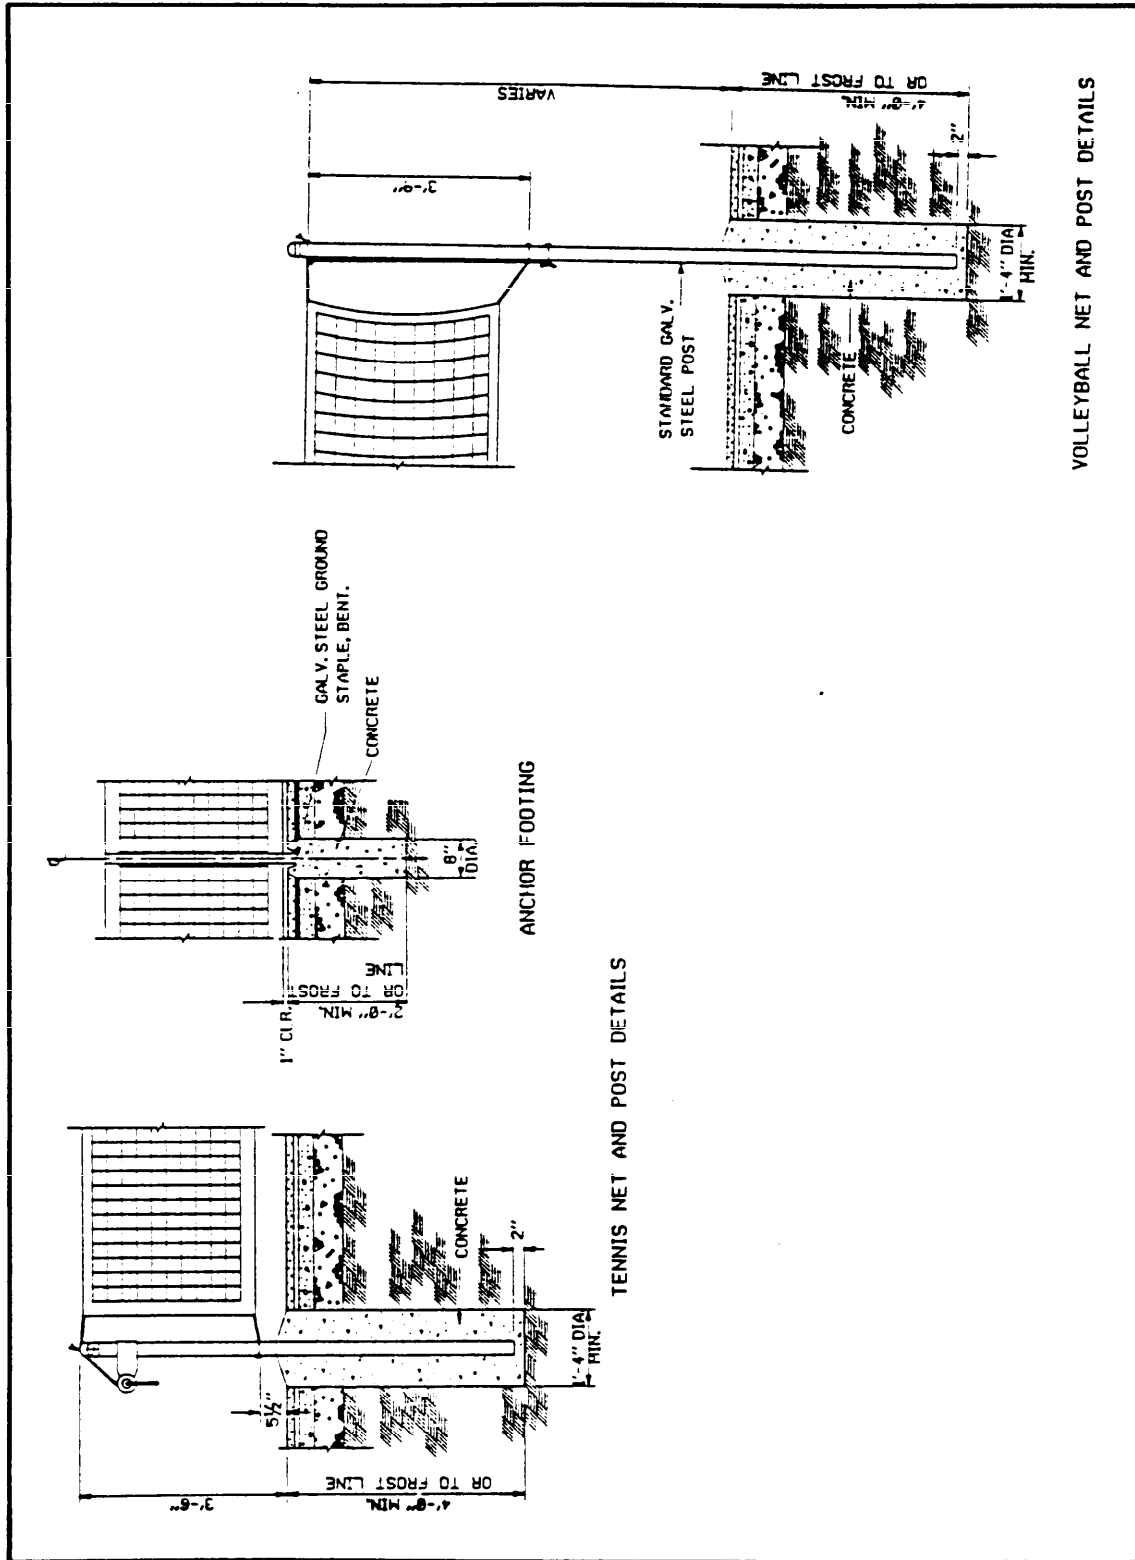 3'-6"
4'-0" MIN.
OR TO FROST LINE
5½"
1'-4" DIA.
MIN.
2"
CONCRETE
TENNIS NET AND POST DETAILS
1" CLR.
2'-0" MIN.
OR TO FROST
LINE
8"
DIA.
GALV. STEEL GROUND
STAPLE, BENT.
CONCRETE
ANCHOR FOOTING
VARIES
3'-9"
4'-0" MIN.
OR TO FROST LINE
2"
STANDARD GALV.
STEEL POST
CONCRETE
1'-4" DIA.
MIN.
VOLLEYBALL NET AND POST DETAILS